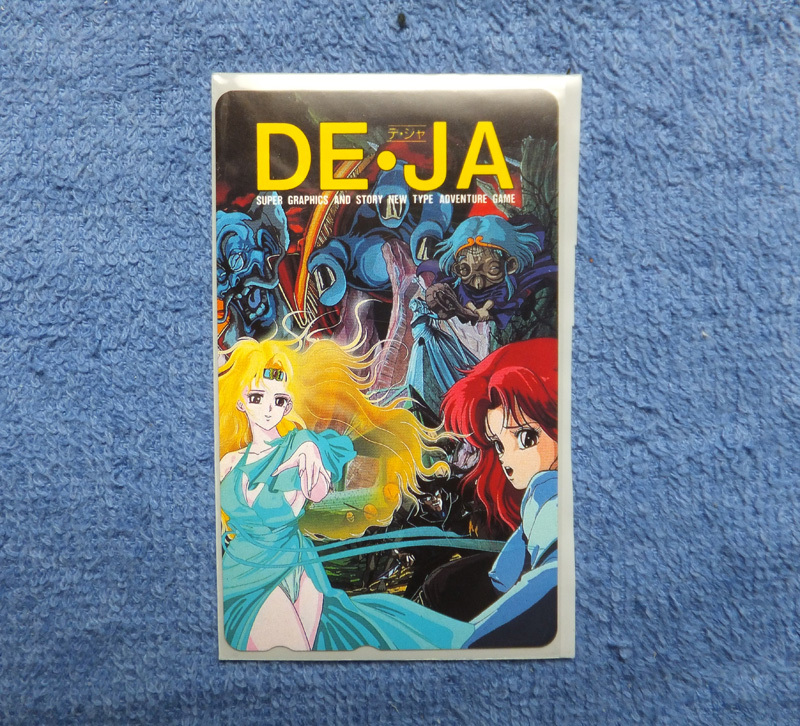 DE・JA
デ・ジャ
SUPER GRAPHICS AND STORY NEW TYPE ADVENTURE GAME